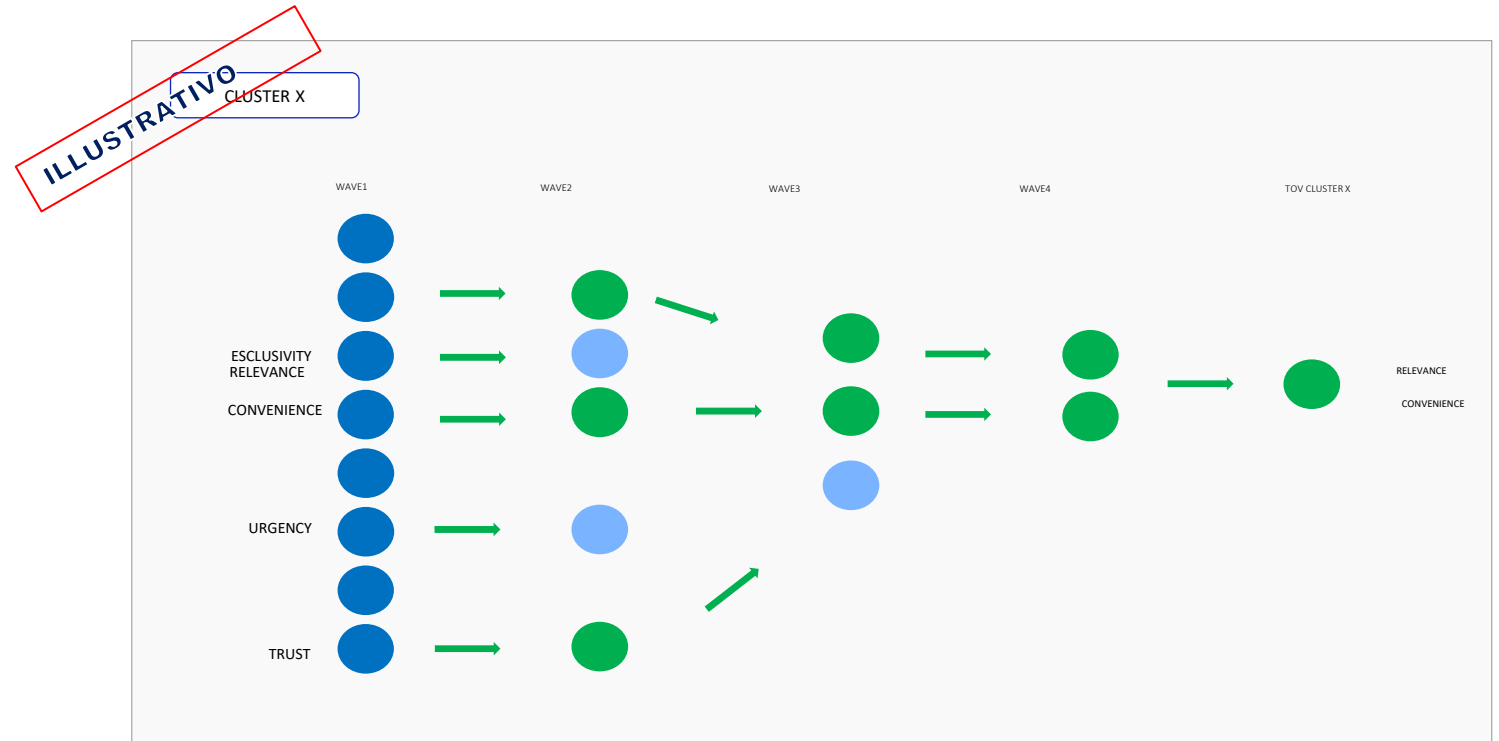 ILLUSTRATIVO
CLUSTER X
WAVE1
WAVE2
WAVE3
WAVE4
TOV CLUSTER X
ESCLUSIVITY
RELEVANCE
CONVENIENCE
URGENCY
TRUST
RELEVANCE
CONVENIENCE